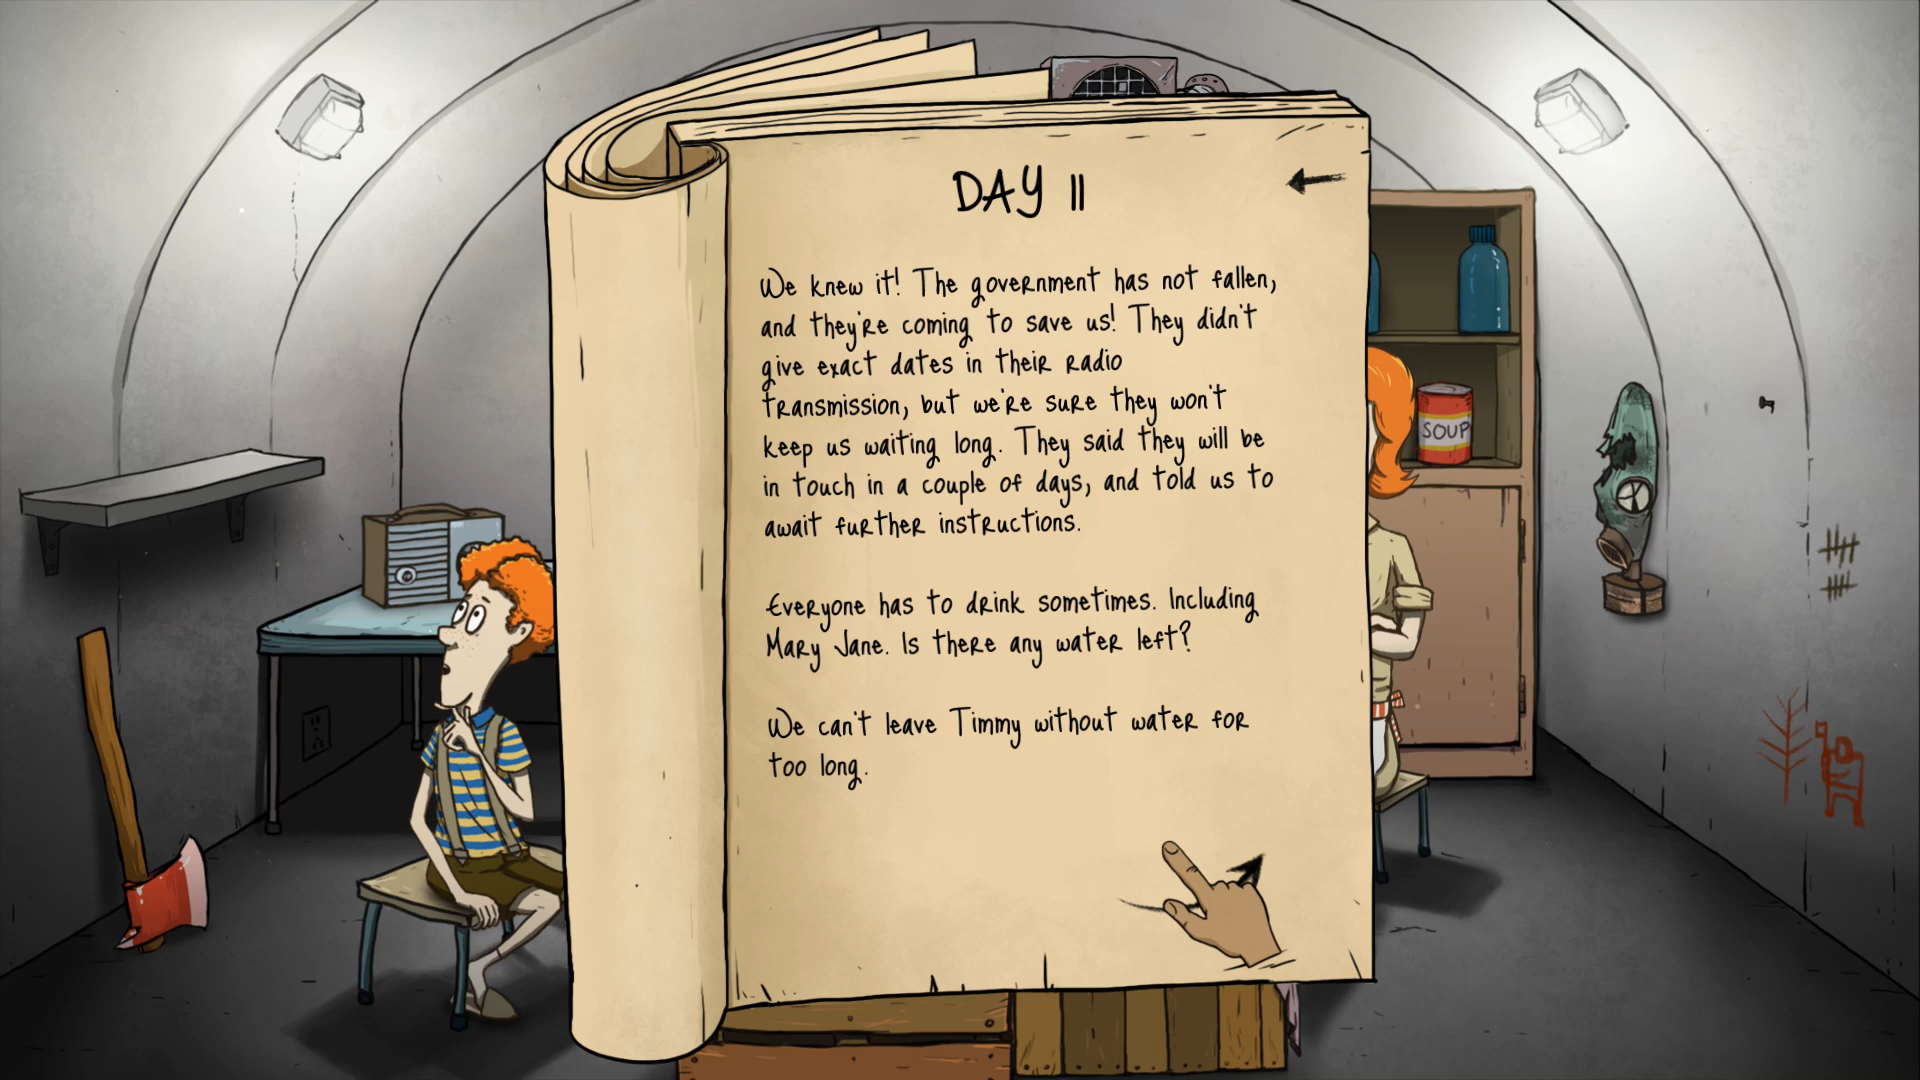 DAY 11
We knew it! The government has not fallen,
and they're coming to save us! They didn't
give exact dates in their radio
transmission, but we're sure they won't
keep us waiting long. They said they will be
in touch in a couple of days, and told us to
await further instructions.
Everyone has to drink sometimes. Including
Mary Jane. Is there any water left?
We can't leave Timmy without water for
too long.
SOUP